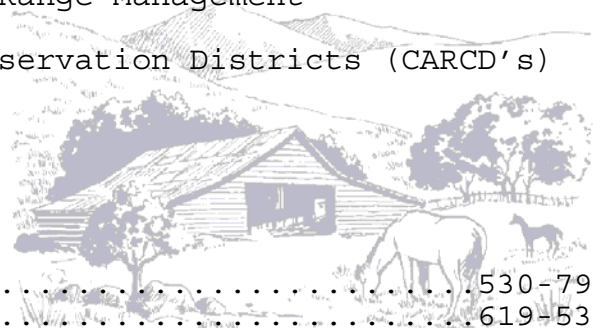 Range Management
servation Districts (CARCD's)
..............................530-79
..............................619-53